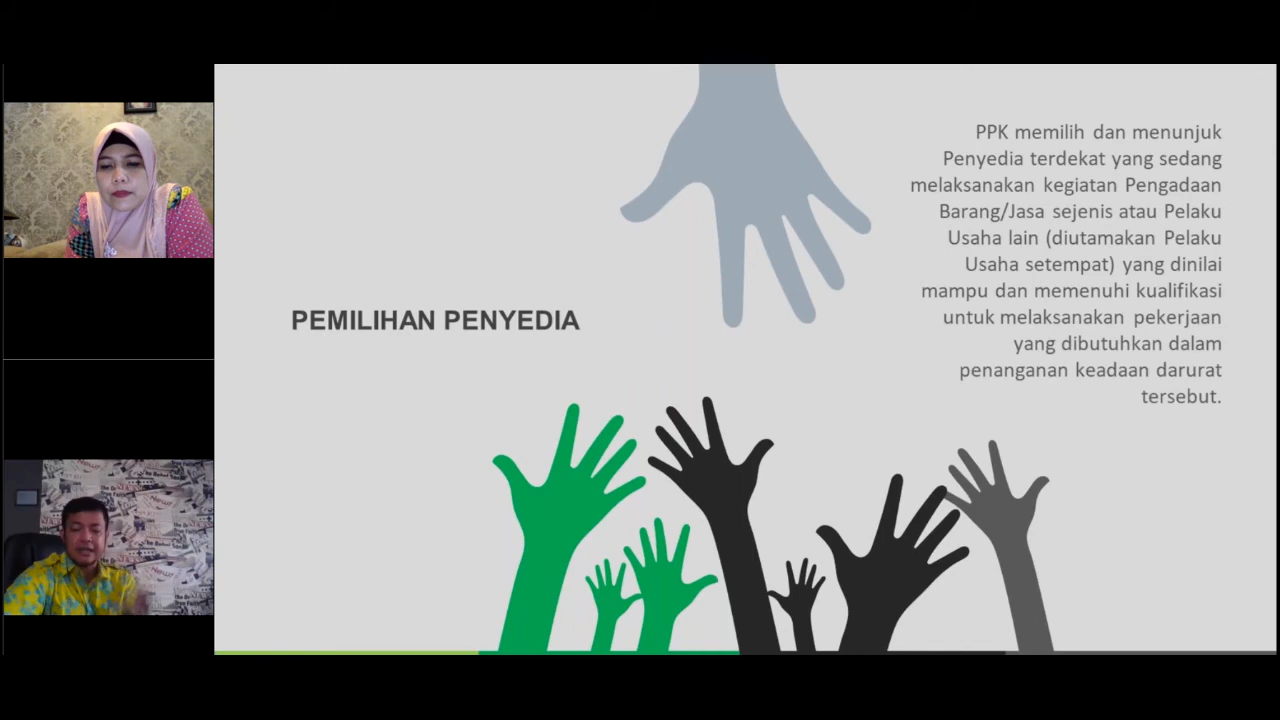 PEMILIHAN PENYEDIA
PPK memilih dan menunjuk
Penyedia terdekat yang sedang
melaksanakan kegiatan Pengadaan
Barang/Jasa sejenis atau Pelaku
Usaha lain (diutamakan Pelaku
Usaha setempat) yang dinilai
mampu dan memenuhi kualifikasi
untuk melaksanakan pekerjaan
yang dibutuhkan dalam
penanganan keadaan darurat
tersebut.